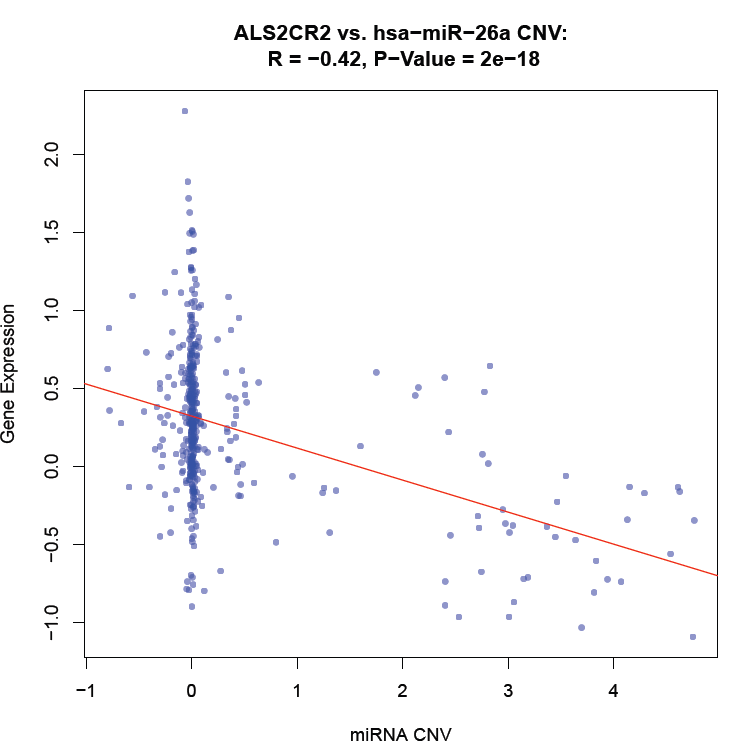 ALS2CR2 vs. hsa−miR−26a CNV:
R = −0.42, P−Value = 2e−18
Gene Expression
2.0
1.5
1.0
0.5
0.0
−0.5
−1.0
−1 0 1 2 3 4
miRNA CNV